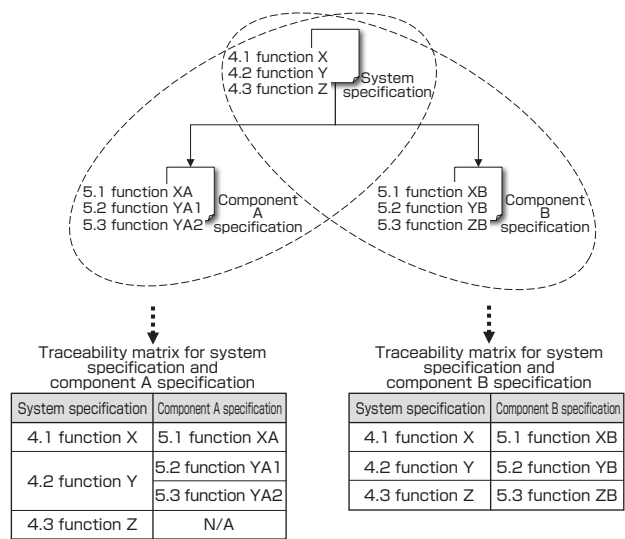 4.1 function X
4.2 function Y
4.3 function Z
System
specification
5.1 function XA
5.2 function YA1
5.3 function YA2
Component
A
specification
5.1 function XB
5.2 function YB
5.3 function ZB
Component
B
specification
Traceability matrix for system
specification and
component A specification
System specification Component A specification
4.1 function X 5.1 function XA
4.2 function Y 5.2 function YA1
5.3 function YA2
4.3 function Z N/A
Traceability matrix for system
specification and
component B specification
System specification Component B specification
4.1 function X 5.1 function XB
4.2 function Y 5.2 function YB
4.3 function Z 5.3 function ZB